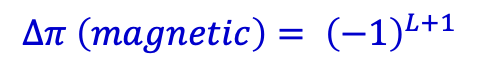 Δπ (magnetic) = (−1)^{L+1}